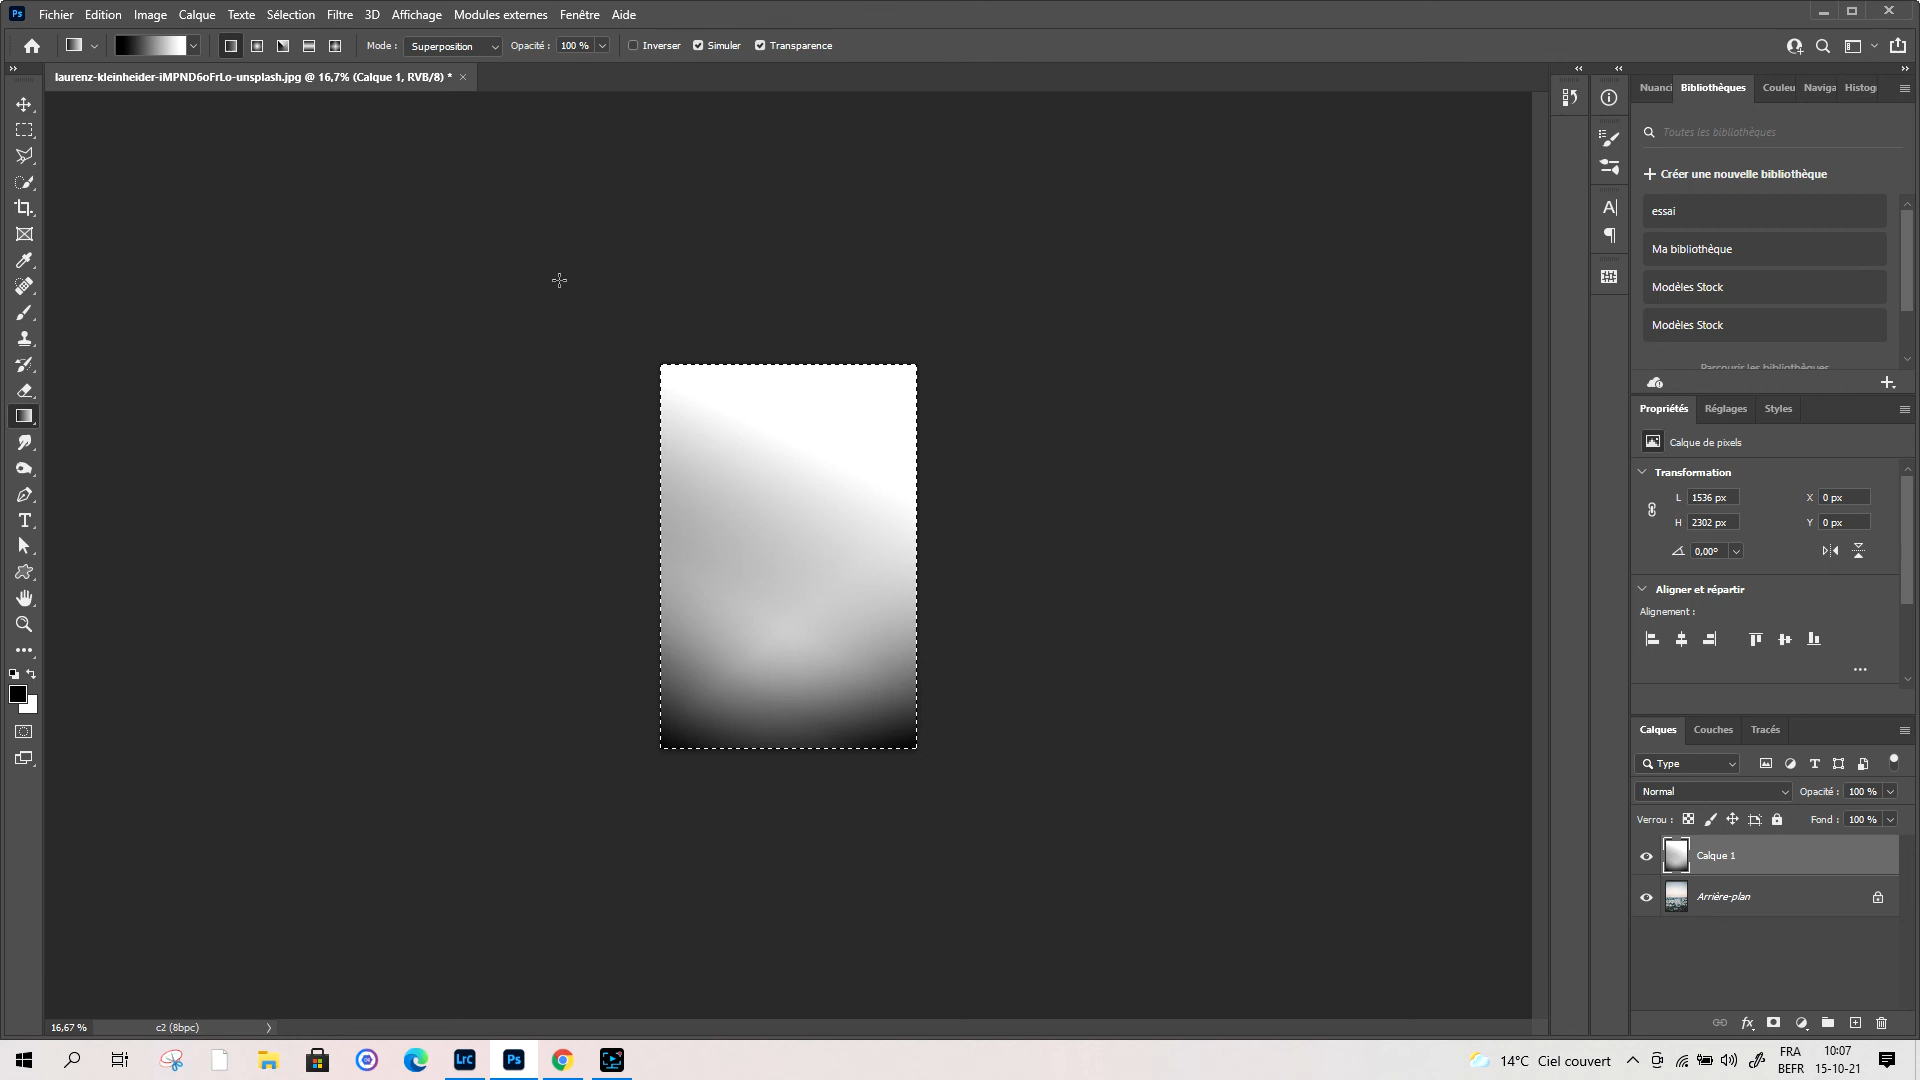 Ps Fichier Edition Image Calque Texte Sélection Filtre 3D Affichage Modules externes Fenêtre Aide
Mode : Superposition Opacité : 100 % Inverser Simuler Transparence
laurenz-kleinheider-iMPND6oFrLo-unsplash.jpg @ 16,7% (Calque 1, RVB/8) *
Nuanci Bibliothèques Couleu Naviga Histog
Toutes les bibliothèques
Créer une nouvelle bibliothèque
essai
Ma bibliothèque
Modèles Stock
Modèles Stock
Parcourir les bibliothèques
Propriétés Réglages Styles
Calque de pixels
Transformation
L 1536 px X 0 px
H 2302 px Y 0 px
0,00°
Aligner et répartir
Alignement :
Calques Couches Tracés
Type
Normal Opacité : 100 %
Verrou : Fond : 100 %
Calque 1
Arrière-plan
fx
16,67 % c2 (8bpc)
Lrc Ps 14°C Ciel couvert FRA 10:07
BEFR 15-10-21